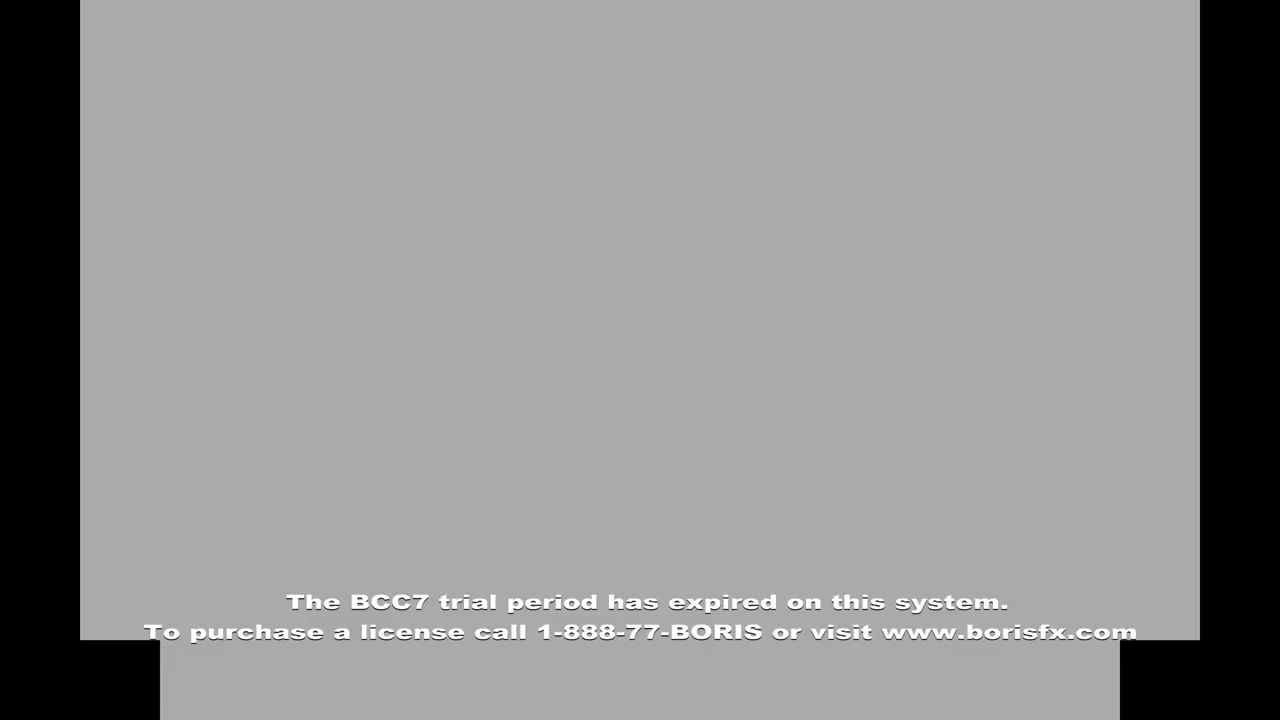 The BCC7 trial period has expired on this system.
To purchase a license call 1-888-77-BORIS or visit www.borisfx.com